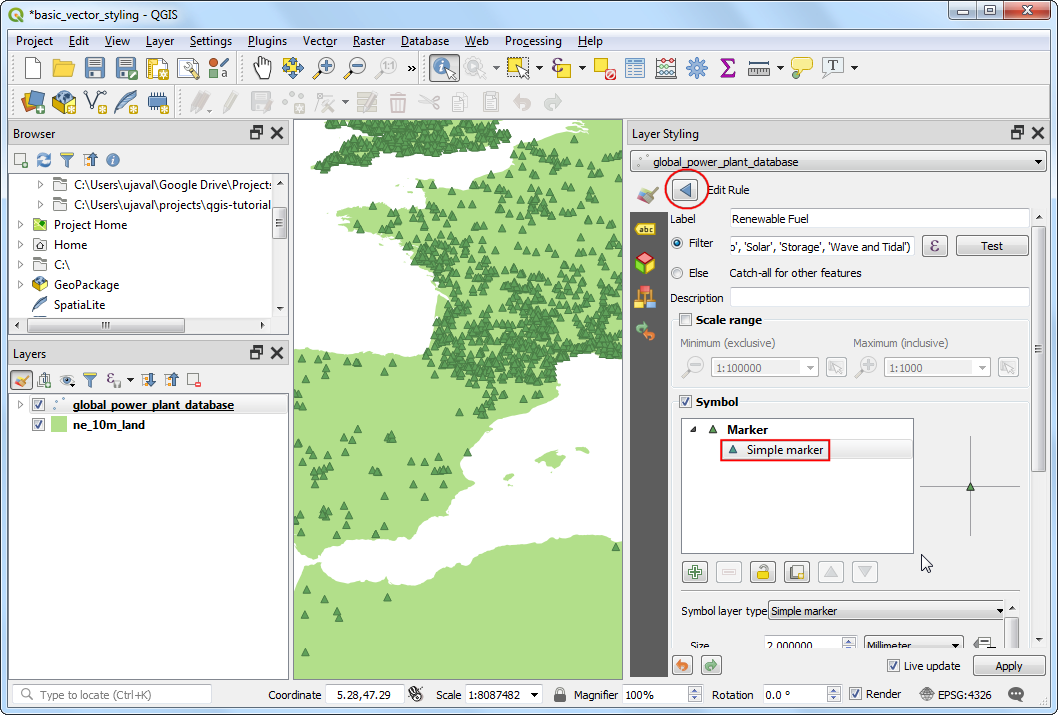 *basic_vector_styling - QGIS
Project Edit View Layer Settings Plugins Vector Raster Database Web Processing Help
Browser
C:\Users\ujaval\Google Drive\Projects
C:\Users\ujaval\projects\qgis-tutorial
Project Home
Home
C:\
GeoPackage
SpatiaLite
Layers
global_power_plant_database
ne_10m_land
Layer Styling
global_power_plant_database
Edit Rule
Label Renewable Fuel
Filter o', 'Solar', 'Storage', 'Wave and Tidal') ε Test
Else Catch-all for other features
Description
Scale range
Minimum (exclusive) Maximum (inclusive)
1:100000 1:1000
Symbol
Marker
Simple marker
Symbol layer type Simple marker
Size 2.000000 Millimeter
Live update Apply
abc
Type to locate (Ctrl+K) Coordinate 5.28,47.29 Scale 1:8087482 Magnifier 100% Rotation 0.0 ° Render EPSG:4326